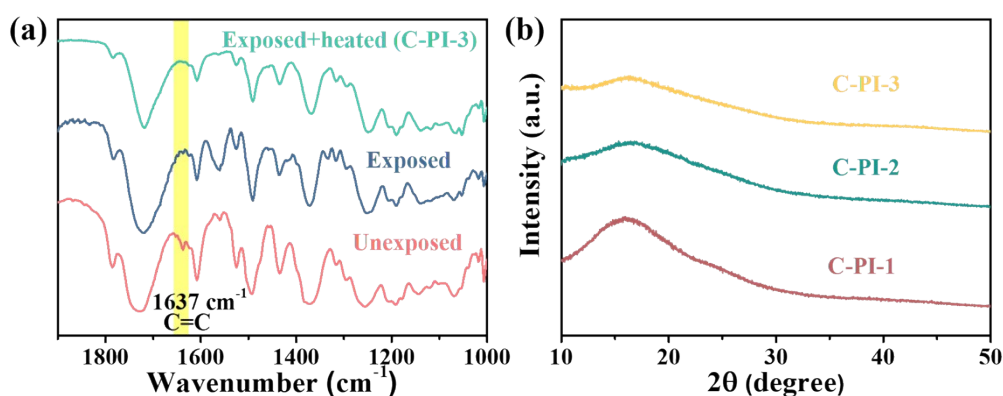 (a)
Exposed+heated (C-PI-3)
Exposed
Unexposed
1637 cm⁻¹
C=C
1800 1600 1400 1200 1000
Wavenumber (cm⁻¹)
(b)
Intensity (a.u.)
C-PI-3
C-PI-2
C-PI-1
10 20 30 40 50
2θ (degree)